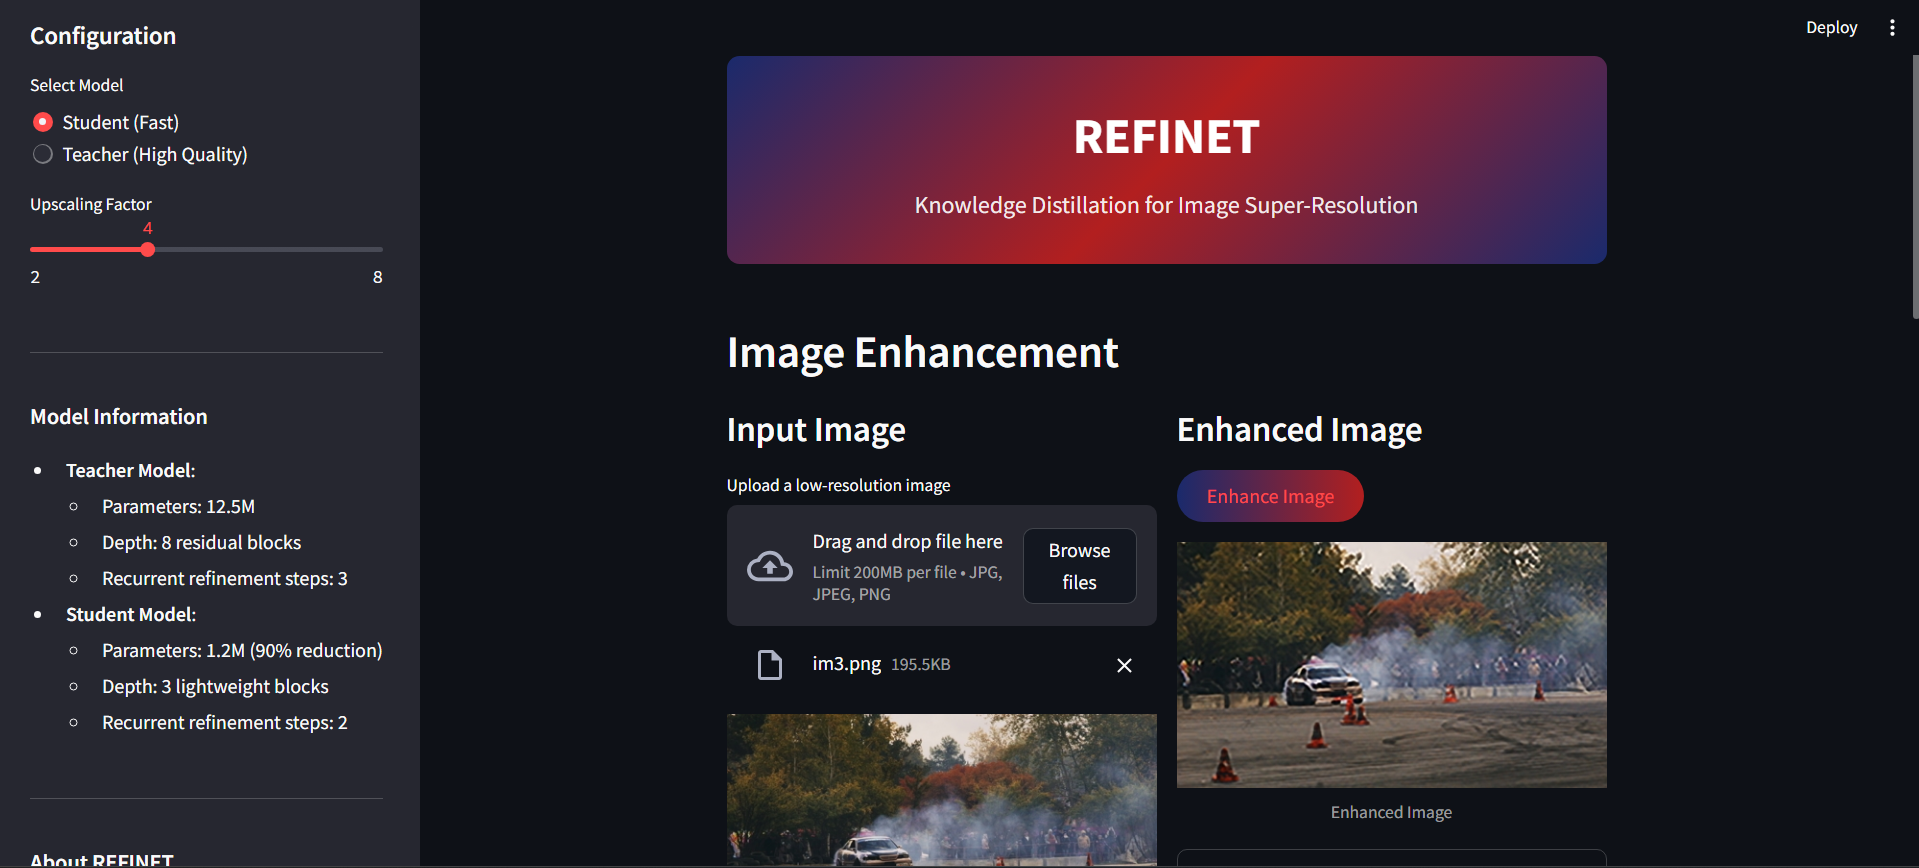 Configuration
Select Model
Student (Fast)
Teacher (High Quality)
Upscaling Factor
4
2
8
Model Information
Teacher Model:
Parameters: 12.5M
Depth: 8 residual blocks
Recurrent refinement steps: 3
Student Model:
Parameters: 1.2M (90% reduction)
Depth: 3 lightweight blocks
Recurrent refinement steps: 2
About REFINET
Deploy
REFINET
Knowledge Distillation for Image Super-Resolution
Image Enhancement
Input Image
Upload a low-resolution image
Drag and drop file here
Limit 200MB per file • JPG,
JPEG, PNG
Browse
files
im3.png 195.5KB
Enhanced Image
Enhance Image
Enhanced Image